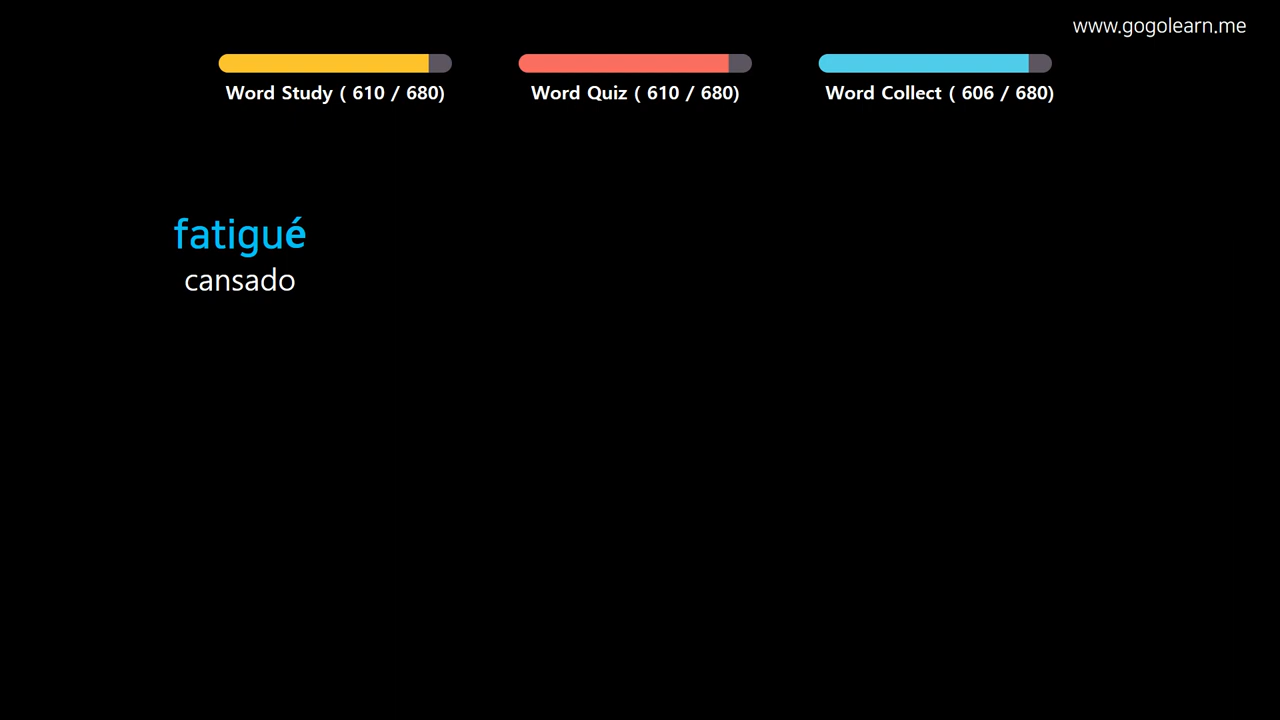 www.gogolearn.me
Word Study ( 610 / 680)
Word Quiz ( 610 / 680)
Word Collect ( 606 / 680)
fatigué
cansado